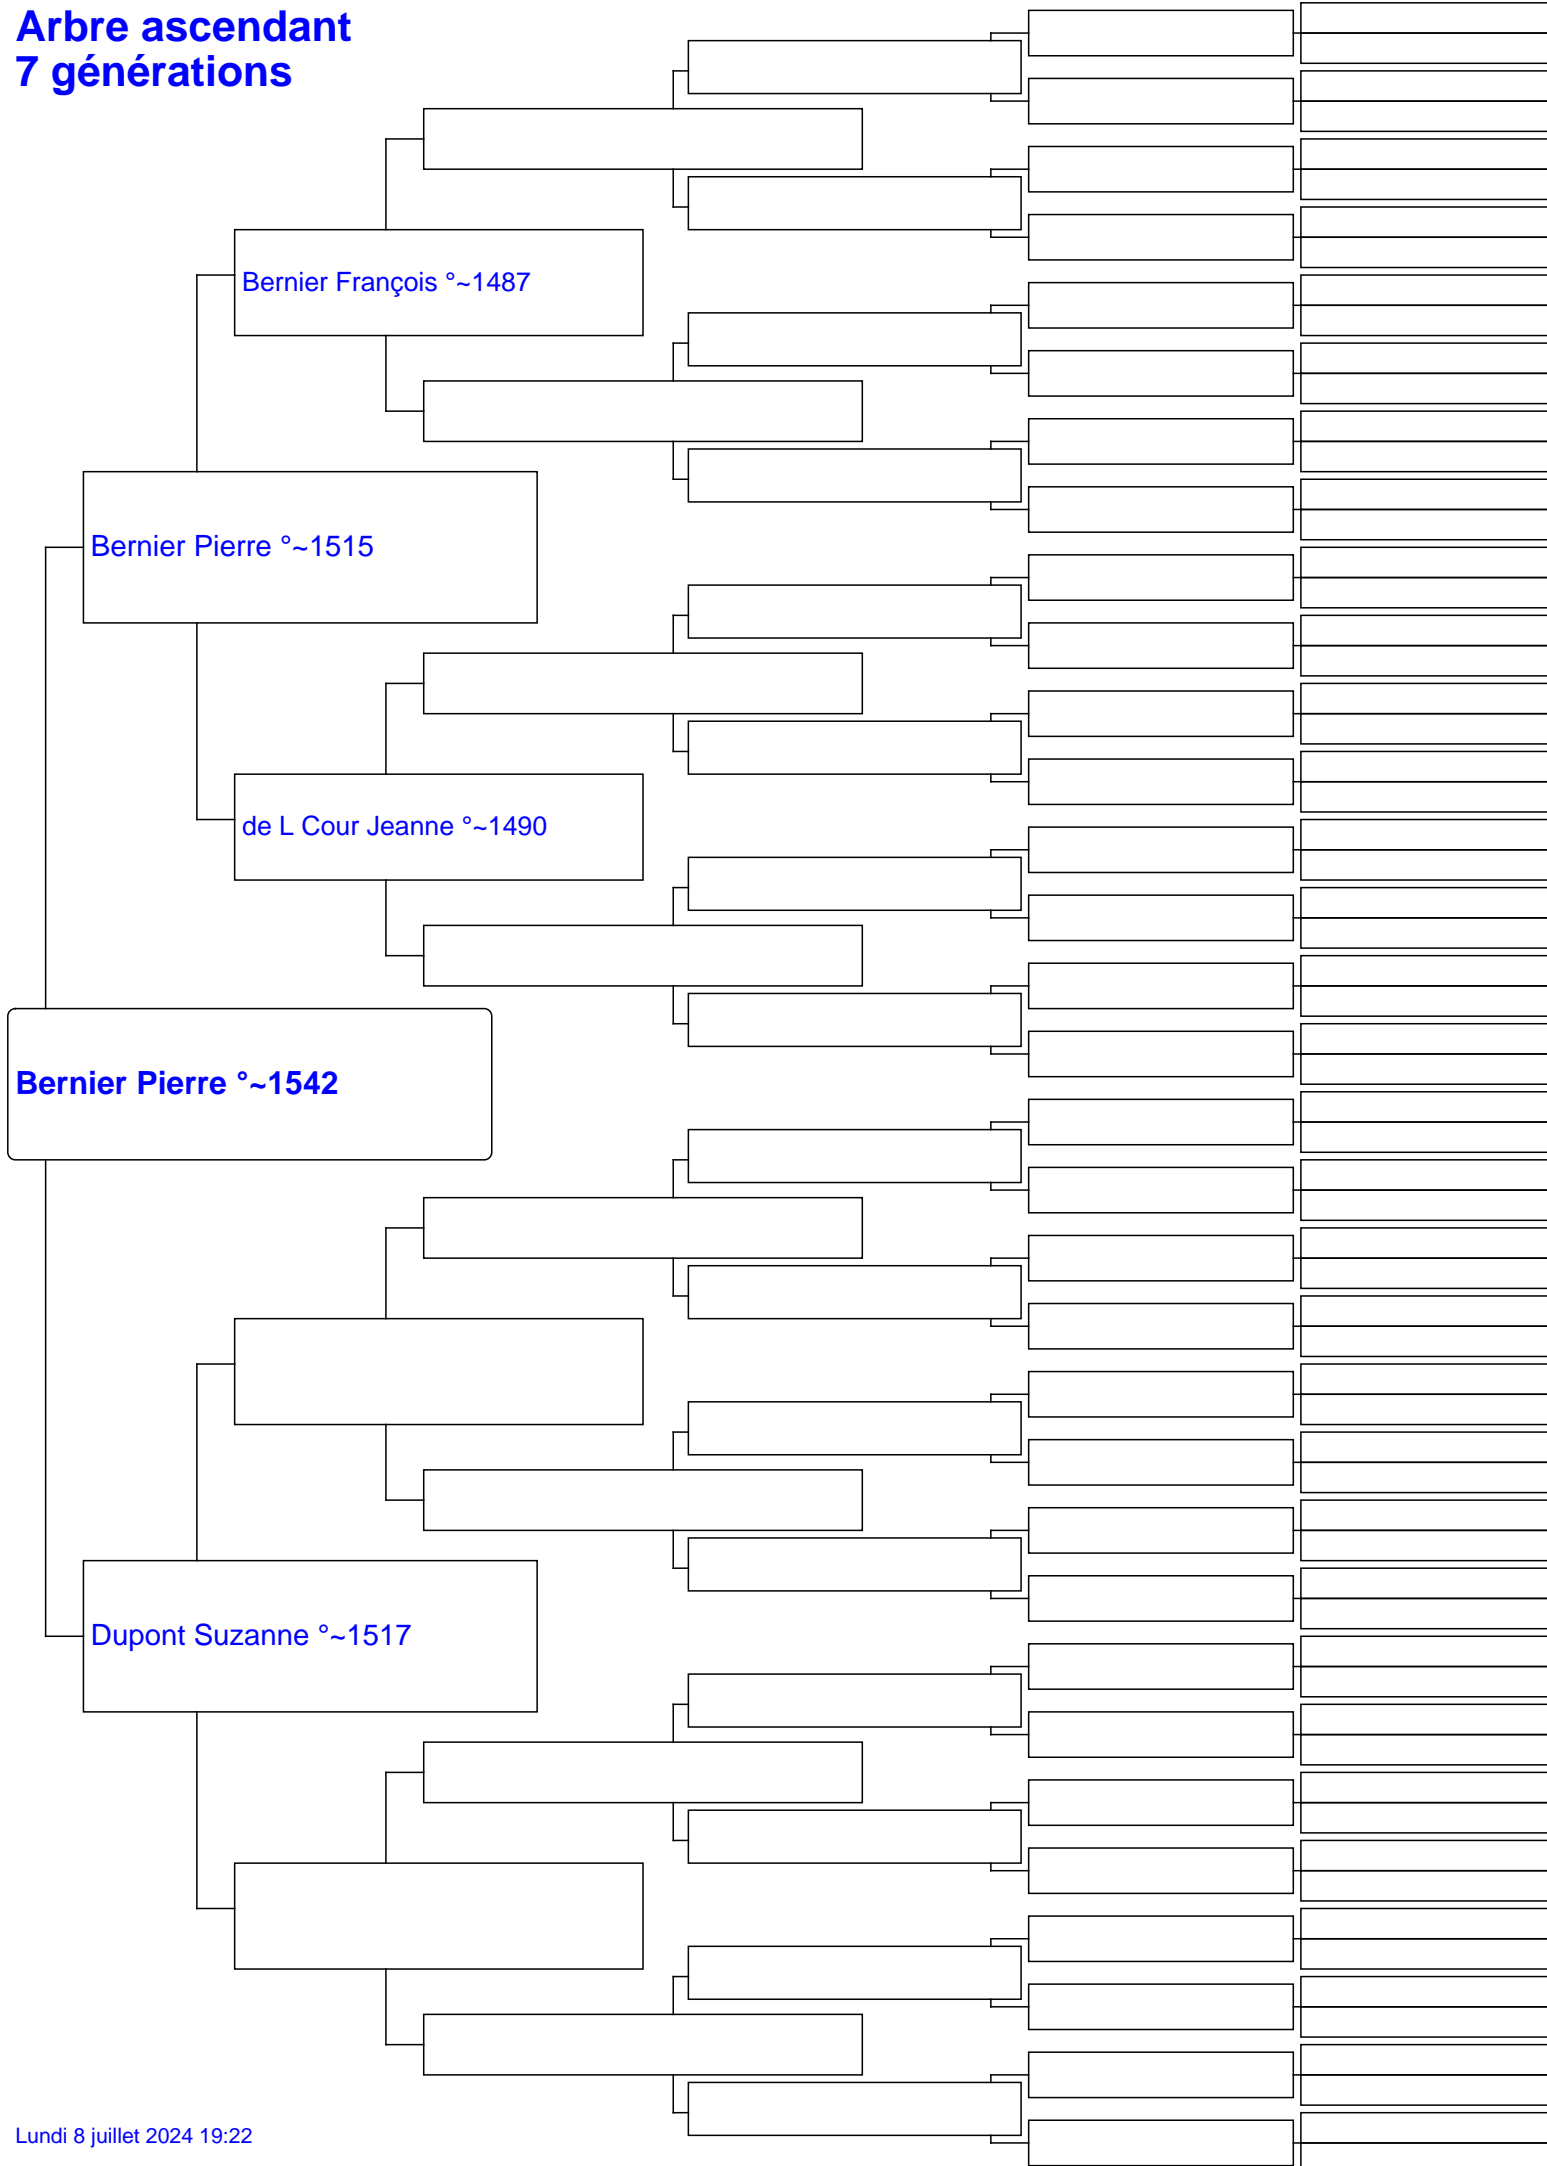 Arbre ascendant
7 générations
Bernier François °~1487
Bernier Pierre °~1515
de L Cour Jeanne °~1490
Bernier Pierre °~1542
Dupont Suzanne °~1517
Lundi 8 juillet 2024 19:22